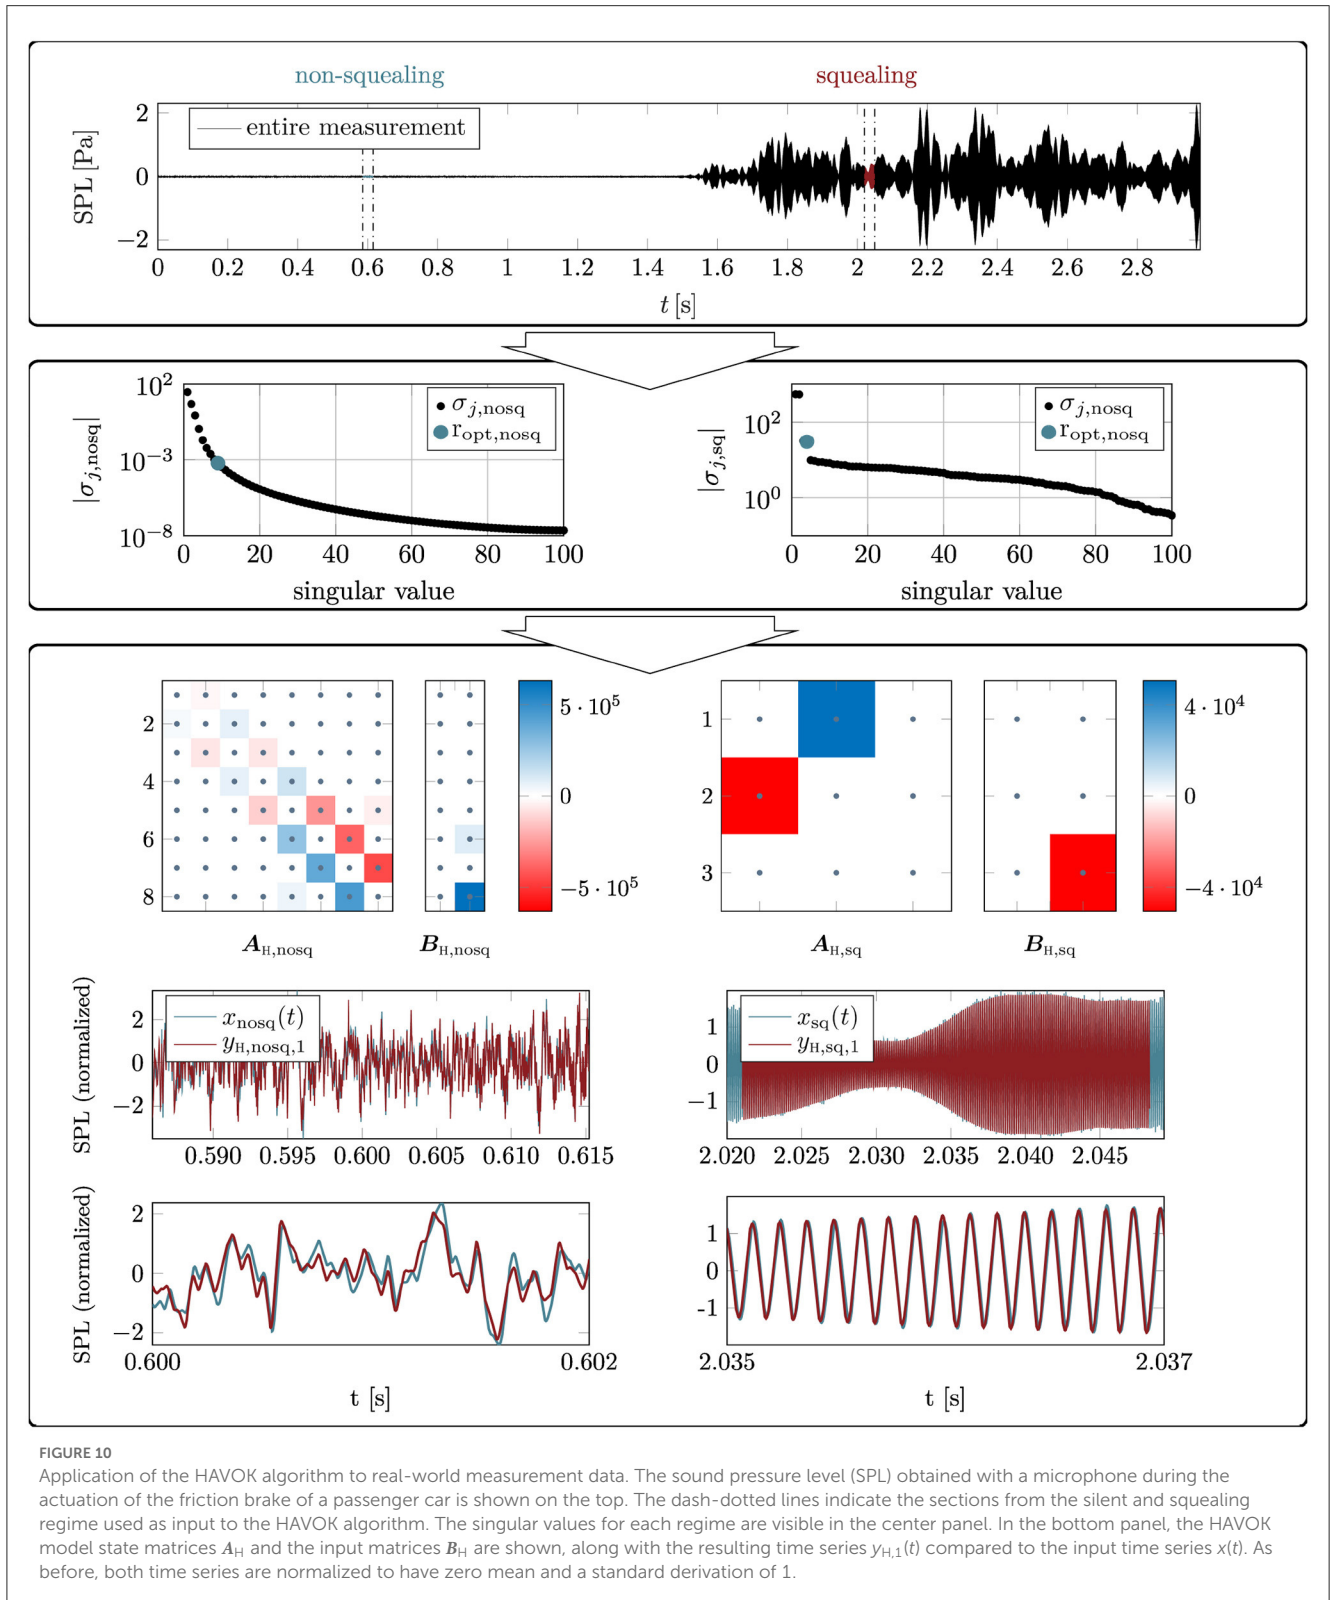 non-squealing
squealing
entire measurement
SPL [Pa]
2
0
−2
0 0.2 0.4 0.6 0.8 1 1.2 1.4 1.6 1.8 2 2.2 2.4 2.6 2.8
t [s]
|σj,nosq|
10²
10⁻³
10⁻⁸
σj,nosq
ropt,nosq
0 20 40 60 80 100
singular value
|σj,sq|
10²
10⁰
σj,nosq
ropt,nosq
0 20 40 60 80 100
singular value
2
4
6
8
5 · 10⁵
0
−5 · 10⁵
AH,nosq
BH,nosq
1
2
3
4 · 10⁴
0
−4 · 10⁴
AH,sq
BH,sq
SPL (normalized)
2
0
−2
xnosq(t)
yH,nosq,1
0.590 0.595 0.600 0.605 0.610 0.615
1
0
−1
xsq(t)
yH,sq,1
2.020 2.025 2.030 2.035 2.040 2.045
SPL (normalized)
2
0
−2
0.600 0.602
t [s]
1
0
-1
2.035 2.037
t [s]
FIGURE 10
Application of the HAVOK algorithm to real-world measurement data. The sound pressure level (SPL) obtained with a microphone during the
actuation of the friction brake of a passenger car is shown on the top. The dash-dotted lines indicate the sections from the silent and squealing
regime used as input to the HAVOK algorithm. The singular values for each regime are visible in the center panel. In the bottom panel, the HAVOK
model state matrices AH and the input matrices BH are shown, along with the resulting time series yH,1(t) compared to the input time series x(t). As
before, both time series are normalized to have zero mean and a standard derivation of 1.